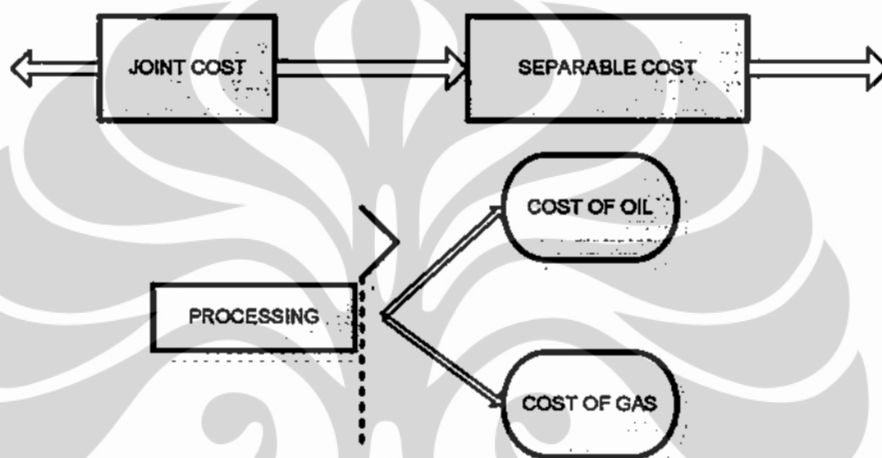 JOINT COST
SEPARABLE COST
COST OF OIL
PROCESSING
COST OF GAS